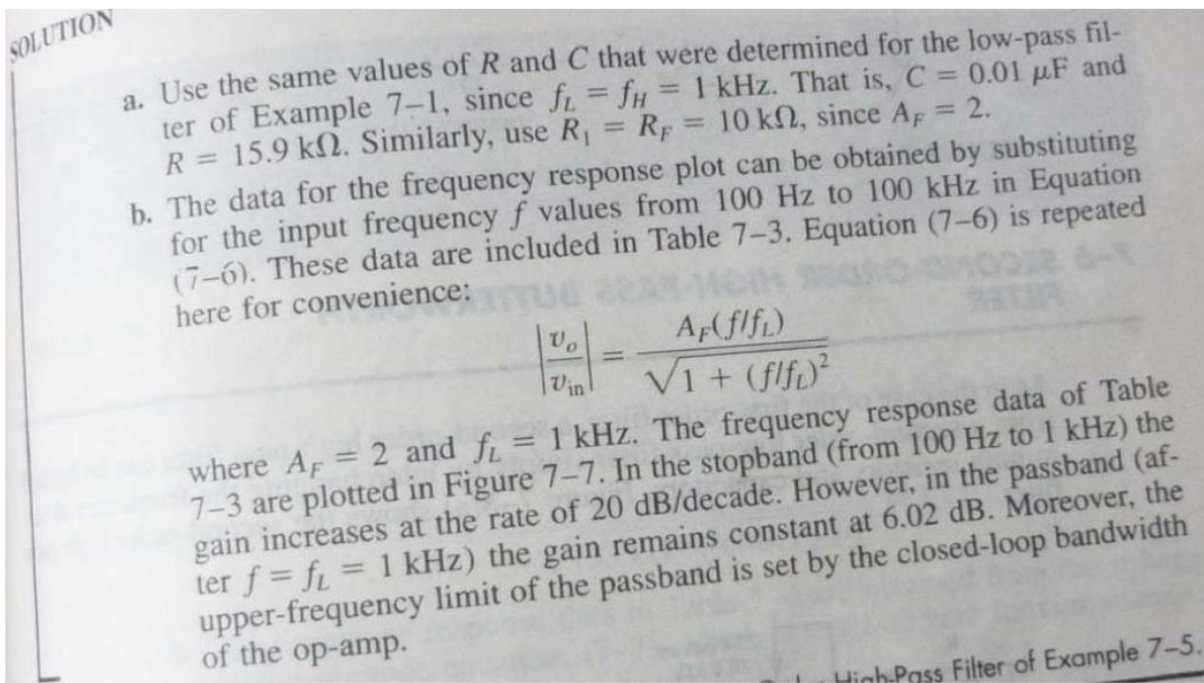 SOLUTION
a. Use the same values of R and C that were determined for the low-pass fil-
ter of Example 7–1, since f_L = f_H = 1 kHz. That is, C = 0.01 μF and
R = 15.9 kΩ. Similarly, use R_1 = R_F = 10 kΩ, since A_F = 2.
b. The data for the frequency response plot can be obtained by substituting
for the input frequency f values from 100 Hz to 100 kHz in Equation
(7–6). These data are included in Table 7–3. Equation (7–6) is repeated
here for convenience:
|v_o/v_in| = A_F(f/f_L) / √(1 + (f/f_L)²)
where A_F = 2 and f_L = 1 kHz. The frequency response data of Table
7–3 are plotted in Figure 7–7. In the stopband (from 100 Hz to 1 kHz) the
gain increases at the rate of 20 dB/decade. However, in the passband (af-
ter f = f_L = 1 kHz) the gain remains constant at 6.02 dB. Moreover, the
upper-frequency limit of the passband is set by the closed-loop bandwidth
of the op-amp.
High-Pass Filter of Example 7–5.